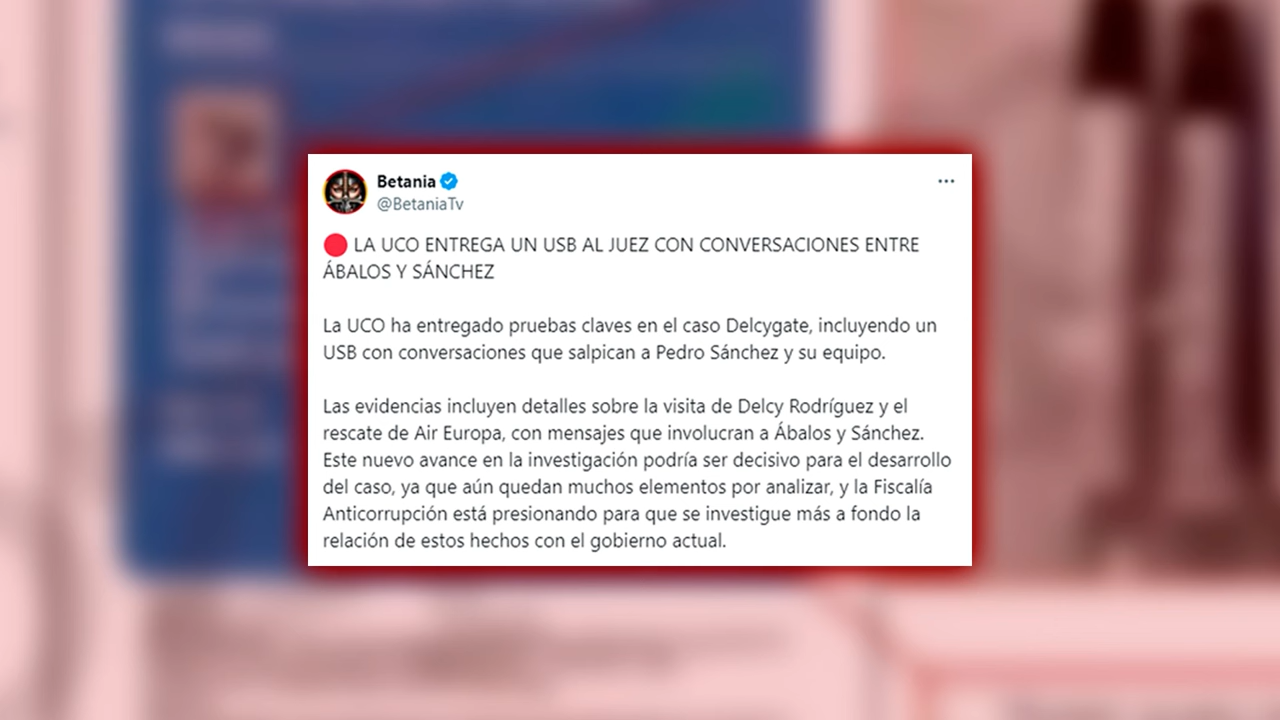 Betania
@BetaniaTv
🔴 LA UCO ENTREGA UN USB AL JUEZ CON CONVERSACIONES ENTRE
ÁBALOS Y SÁNCHEZ
La UCO ha entregado pruebas claves en el caso Delcygate, incluyendo un
USB con conversaciones que salpican a Pedro Sánchez y su equipo.
Las evidencias incluyen detalles sobre la visita de Delcy Rodríguez y el
rescate de Air Europa, con mensajes que involucran a Ábalos y Sánchez.
Este nuevo avance en la investigación podría ser decisivo para el desarrollo
del caso, ya que aún quedan muchos elementos por analizar, y la Fiscalía
Anticorrupción está presionando para que se investigue más a fondo la
relación de estos hechos con el gobierno actual.